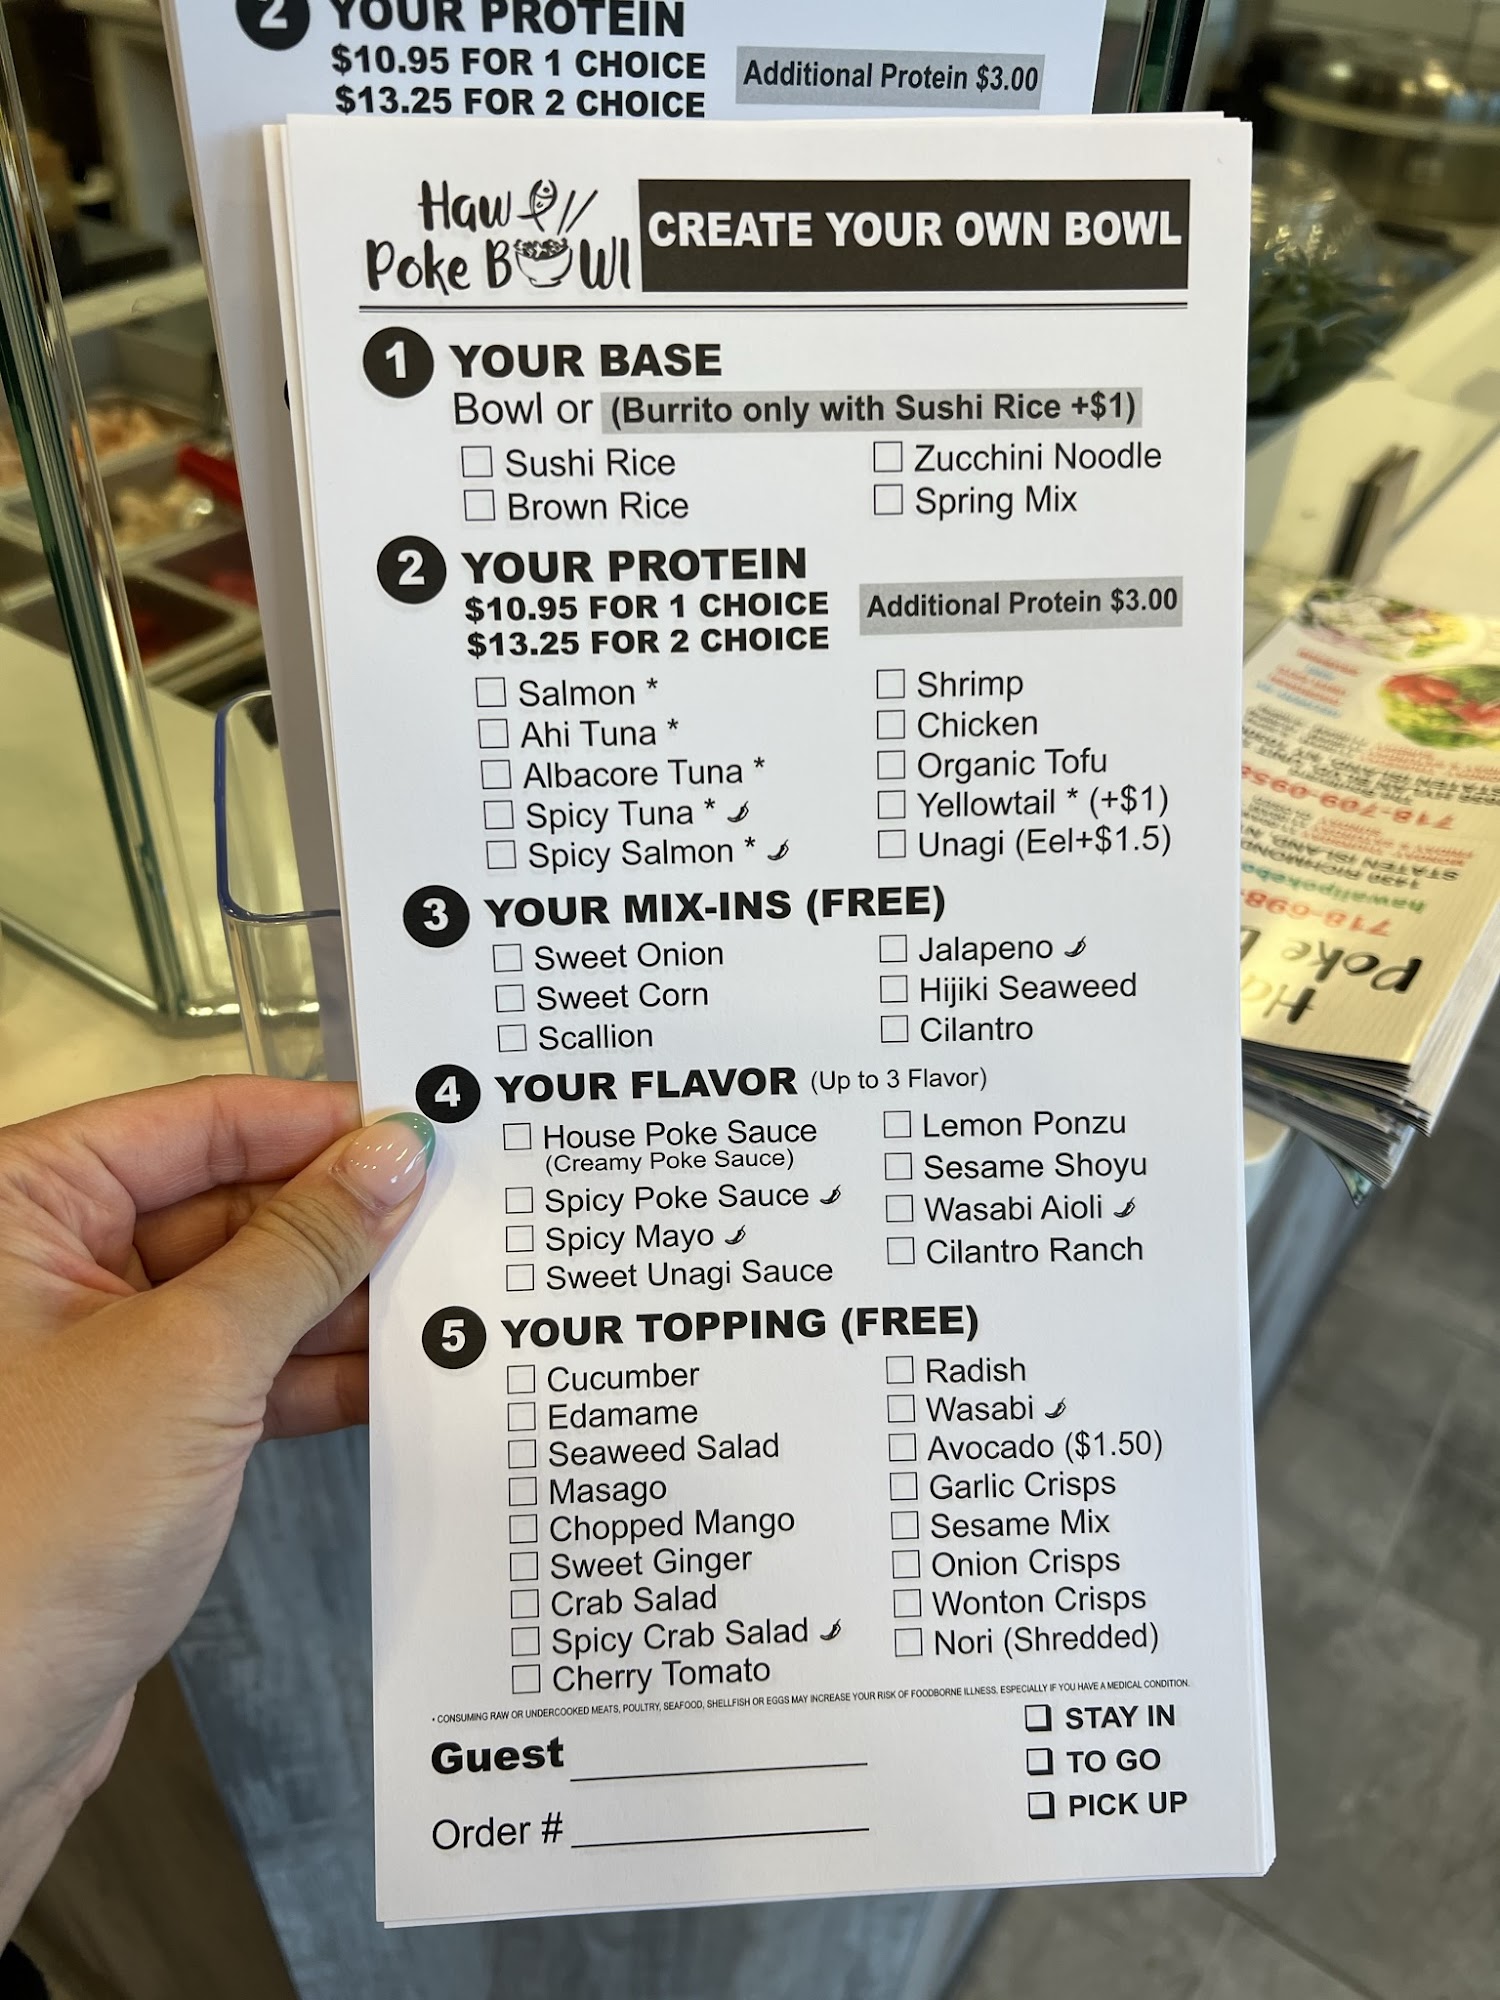 2 YOUR PROTEIN
$10.95 FOR 1 CHOICE
$13.25 FOR 2 CHOICE
Additional Protein $3.00
Haw
Poke Bowl
CREATE YOUR OWN BOWL
1 YOUR BASE
Bowl or (Burrito only with Sushi Rice +$1)
Sushi Rice
Brown Rice
Zucchini Noodle
Spring Mix
2 YOUR PROTEIN
$10.95 FOR 1 CHOICE
$13.25 FOR 2 CHOICE
Additional Protein $3.00
Salmon *
Ahi Tuna *
Albacore Tuna *
Spicy Tuna *
Spicy Salmon *
Shrimp
Chicken
Organic Tofu
Yellowtail * (+$1)
Unagi (Eel+$1.5)
3 YOUR MIX-INS (FREE)
Sweet Onion
Sweet Corn
Scallion
Jalapeno
Hijiki Seaweed
Cilantro
4 YOUR FLAVOR (Up to 3 Flavor)
House Poke Sauce
(Creamy Poke Sauce)
Spicy Poke Sauce
Spicy Mayo
Sweet Unagi Sauce
Lemon Ponzu
Sesame Shoyu
Wasabi Aioli
Cilantro Ranch
5 YOUR TOPPING (FREE)
Cucumber
Edamame
Seaweed Salad
Masago
Chopped Mango
Sweet Ginger
Crab Salad
Spicy Crab Salad
Cherry Tomato
Radish
Wasabi
Avocado ($1.50)
Garlic Crisps
Sesame Mix
Onion Crisps
Wonton Crisps
Nori (Shredded)
* CONSUMING RAW OR UNDERCOOKED MEATS, POULTRY, SEAFOOD, SHELLFISH OR EGGS MAY INCREASE YOUR RISK OF FOODBORNE ILLNESS. ESPECIALLY IF YOU HAVE A MEDICAL CONDITION.
Guest
Order #
STAY IN
TO GO
PICK UP
Poke
718-698-
STATEN ISLAND, N
718-709-095